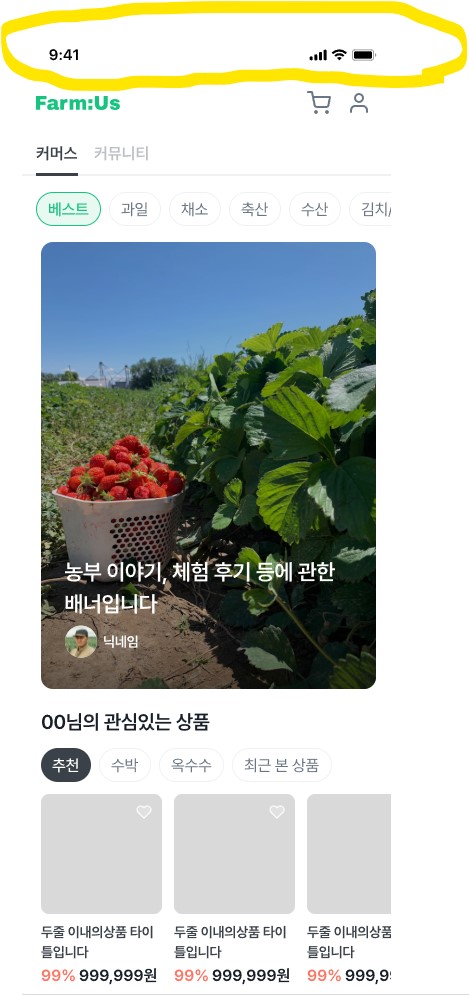 9:41
Farm:Us
커머스 커뮤니티
베스트 과일 채소 축산 수산 김치/
농부 이야기, 체험 후기 등에 관한
배너입니다
닉네임
00님의 관심있는 상품
추천 수박 옥수수 최근 본 상품
두줄 이내의상품 타이
틀입니다
99% 999,999원
두줄 이내의상품 타이
틀입니다
99% 999,999원
두줄 이내의상품
틀입니다
99% 999,9